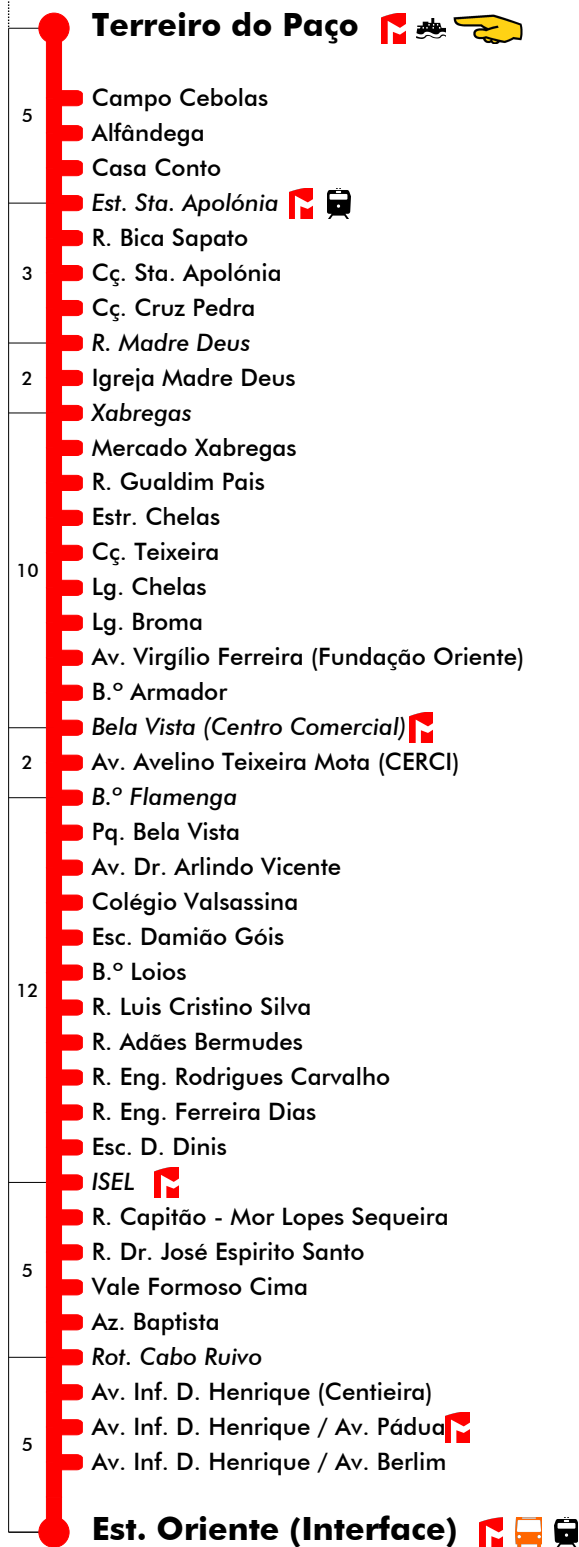 Terreiro do Paço
Campo Cebolas
5
Alfândega
Casa Conto
Est. Sta. Apolónia
R. Bica Sapato
3
Cç. Sta. Apolónia
Cç. Cruz Pedra
R. Madre Deus
2
Igreja Madre Deus
Xabregas
Mercado Xabregas
R. Gualdim Pais
Estr. Chelas
Cç. Teixeira
10
Lg. Chelas
Lg. Broma
Av. Virgílio Ferreira (Fundação Oriente)
B.º Armador
Bela Vista (Centro Comercial)
2
Av. Avelino Teixeira Mota (CERCI)
B.º Flamenga
Pq. Bela Vista
Av. Dr. Arlindo Vicente
Colégio Valsassina
Esc. Damião Góis
B.º Loios
12
R. Luis Cristino Silva
R. Adães Bermudes
R. Eng. Rodrigues Carvalho
R. Eng. Ferreira Dias
Esc. D. Dinis
ISEL
R. Capitão - Mor Lopes Sequeira
R. Dr. José Espirito Santo
5
Vale Formoso Cima
Az. Baptista
Rot. Cabo Ruivo
Av. Inf. D. Henrique (Centieira)
Av. Inf. D. Henrique / Av. Pádua
5
Av. Inf. D. Henrique / Av. Berlim
Est. Oriente (Interface)